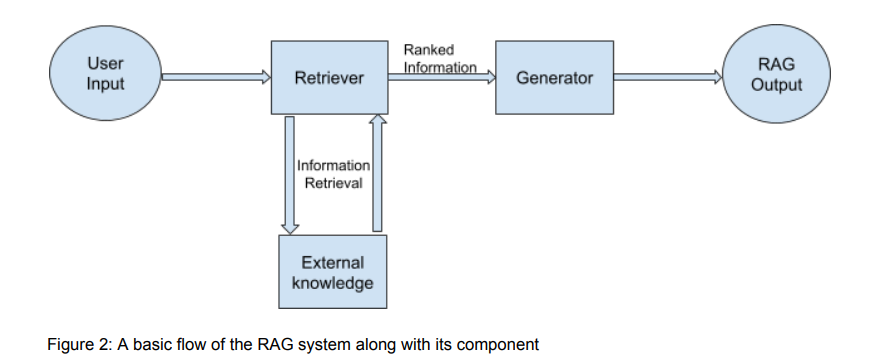 User
Input
Retriever
Ranked
Information
Generator
RAG
Output
Information
Retrieval
External
knowledge
Figure 2: A basic flow of the RAG system along with its component